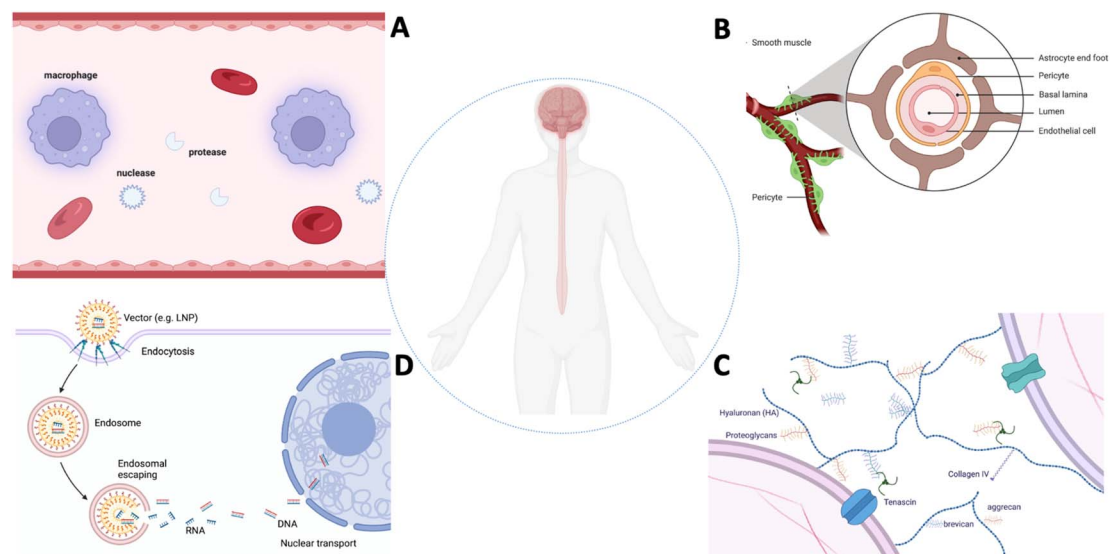 A
macrophage
protease
nuclease
B
Smooth muscle
Astrocyte end foot
Pericyte
Basal lamina
Lumen
Endothelial cell
Pericyte
D
Vector (e.g. LNP)
Endocytosis
Endosome
Endosomal
escaping
RNA
DNA
Nuclear transport
C
Hyaluronan (HA)
Proteoglycans
Collagen IV
Tenascin
aggrecan
brevican